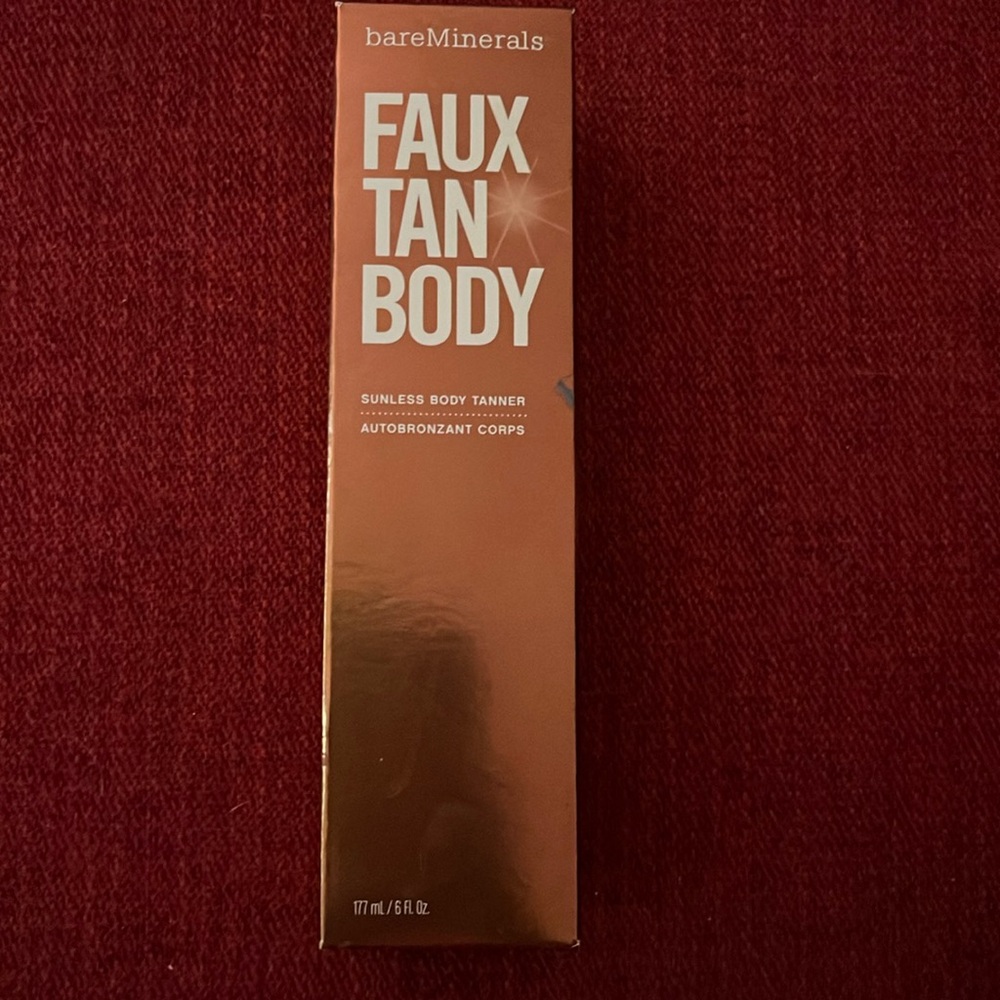 bareMinerals
FAUX
TAN
BODY
SUNLESS BODY TANNER
AUTOBRONZANT CORPS
177 mL / 6 Fl. Oz.